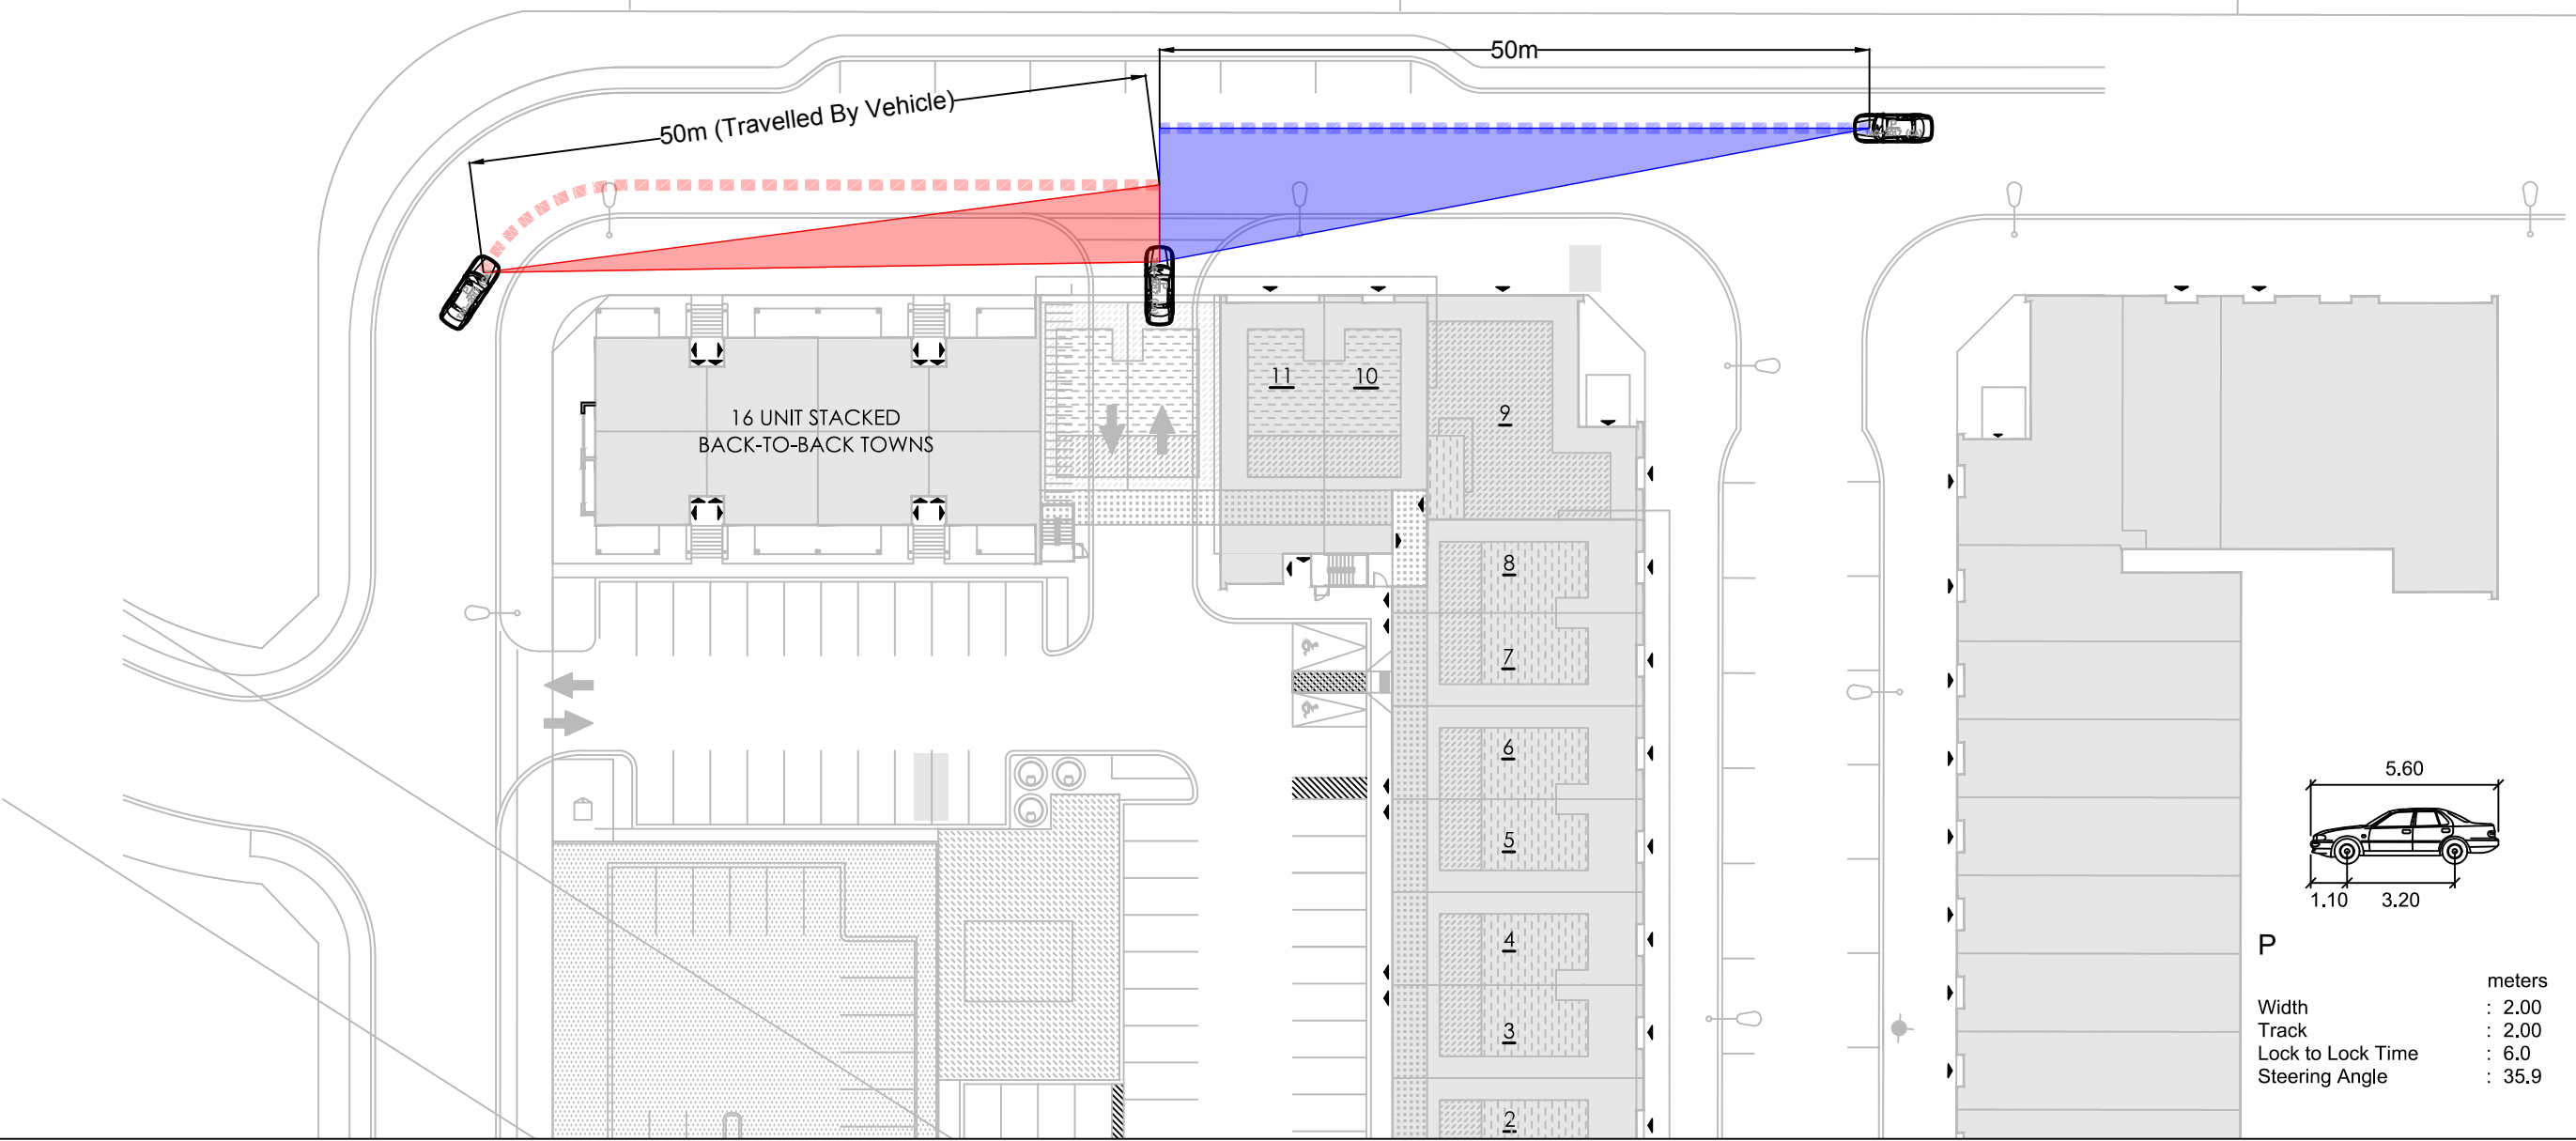 50m
50m (Travelled By Vehicle)
16 UNIT STACKED
BACK-TO-BACK TOWNS
11
10
9
8
7
6
5
4
3
2
5.60
1.10
3.20
P
meters
Width : 2.00
Track : 2.00
Lock to Lock Time : 6.0
Steering Angle : 35.9